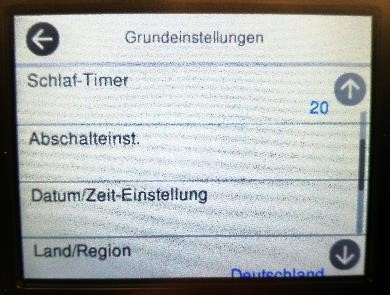 Grundeinstellungen
Schlaf-Timer
20
Abschalteinst.
Datum/Zeit-Einstellung
Land/Region
Deutschland